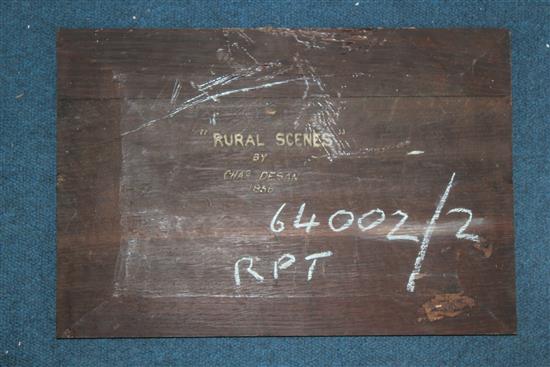 "RURAL SCENES"
BY
CHAS DESAN
1856
64002/2
RPT